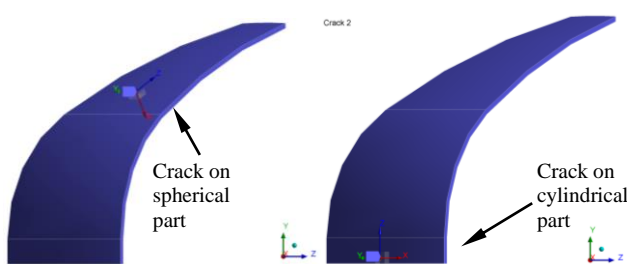 Crack 2
Y
Z
X
Crack on
spherical
part
Crack on
cylindrical
part
Y
Z
X
Y
Z